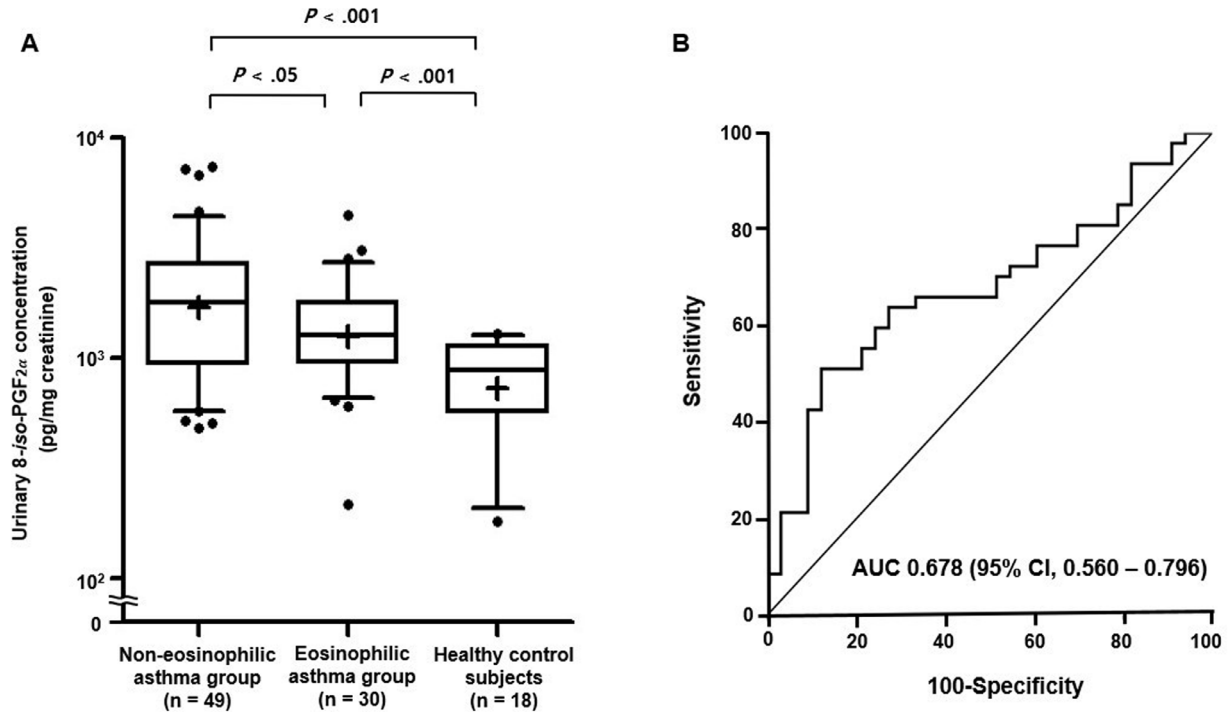 A
P < .001
P < .05
P < .001
Urinary 8-iso-PGF2α concentration
(pg/mg creatinine)
10⁴
10³
10²
0
Non-eosinophilic
asthma group
(n = 49)
Eosinophilic
asthma group
(n = 30)
Healthy control
subjects
(n = 18)
B
Sensitivity
100
80
60
40
20
0
AUC 0.678 (95% CI, 0.560 – 0.796)
0 20 40 60 80 100
100-Specificity